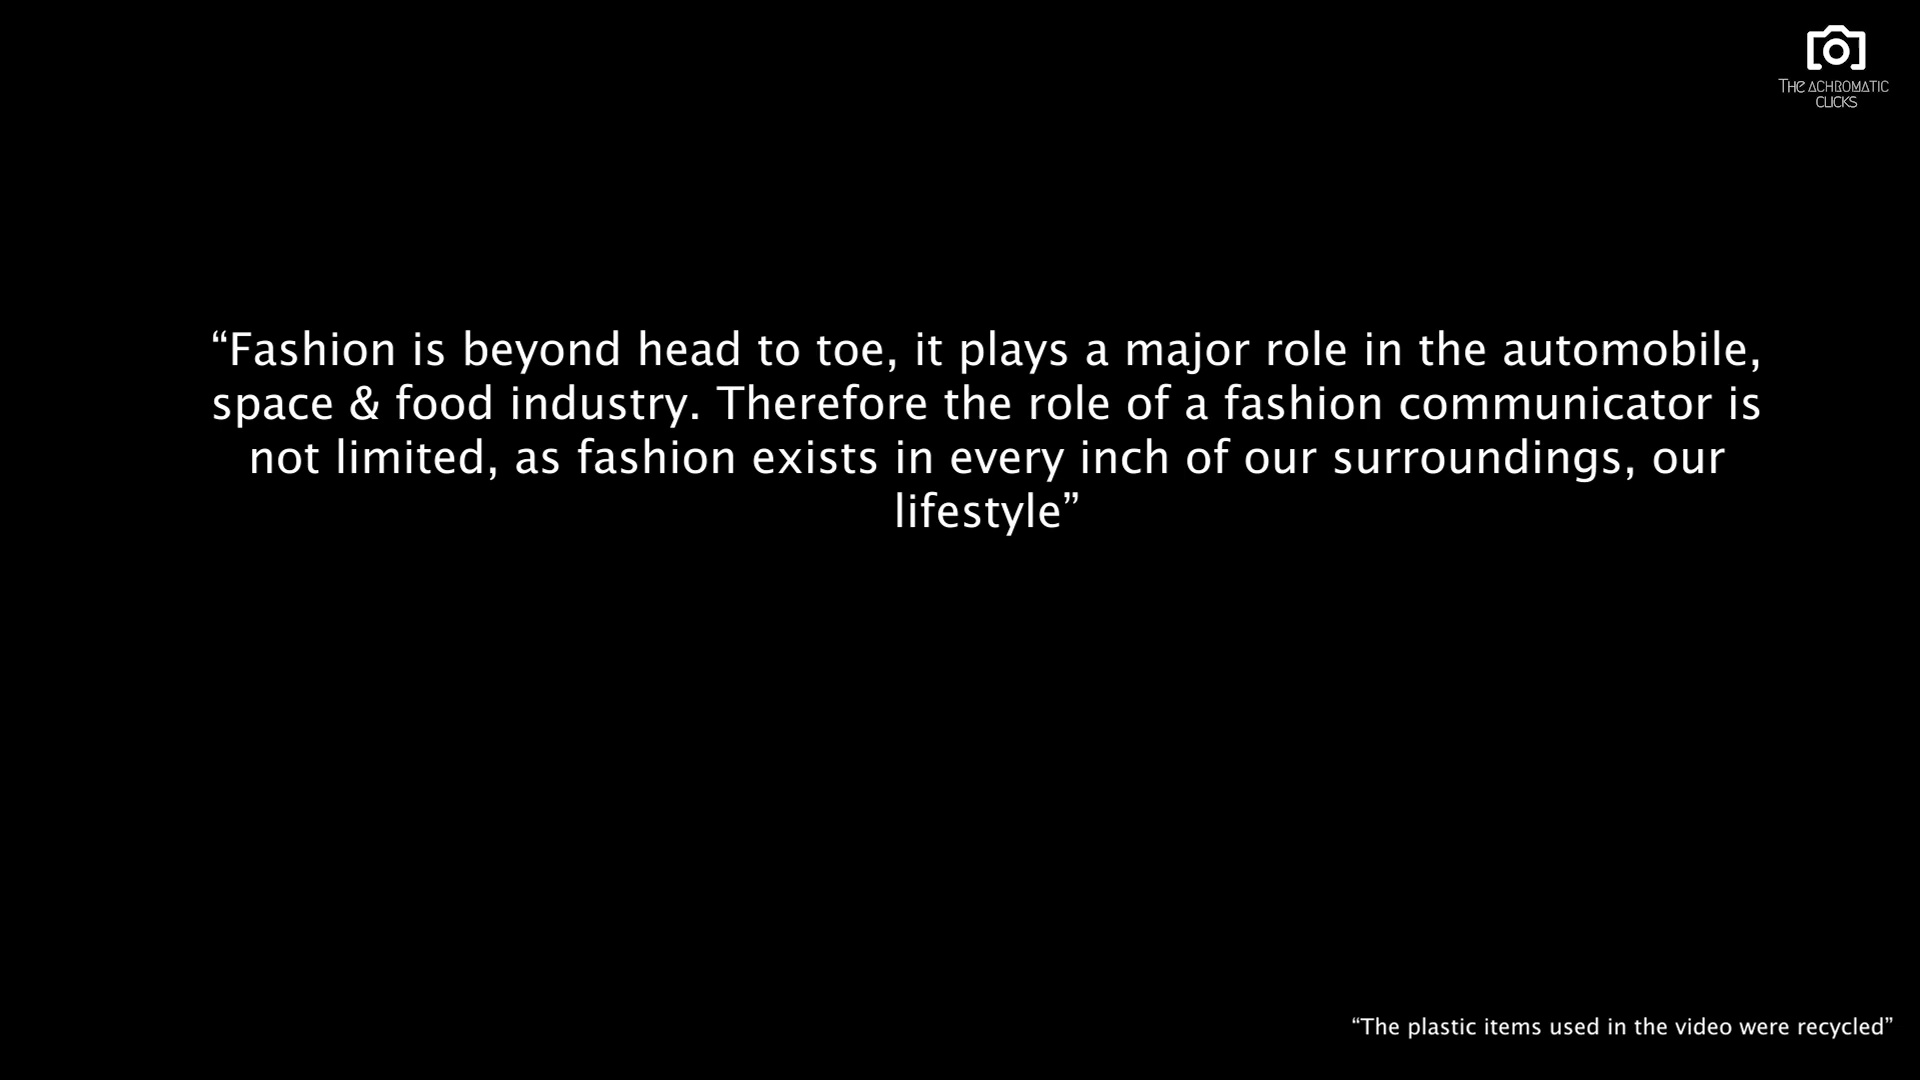 THE ACHROMATIC
CLICKS
“Fashion is beyond head to toe, it plays a major role in the automobile,
space & food industry. Therefore the role of a fashion communicator is
not limited, as fashion exists in every inch of our surroundings, our
lifestyle”
“The plastic items used in the video were recycled”